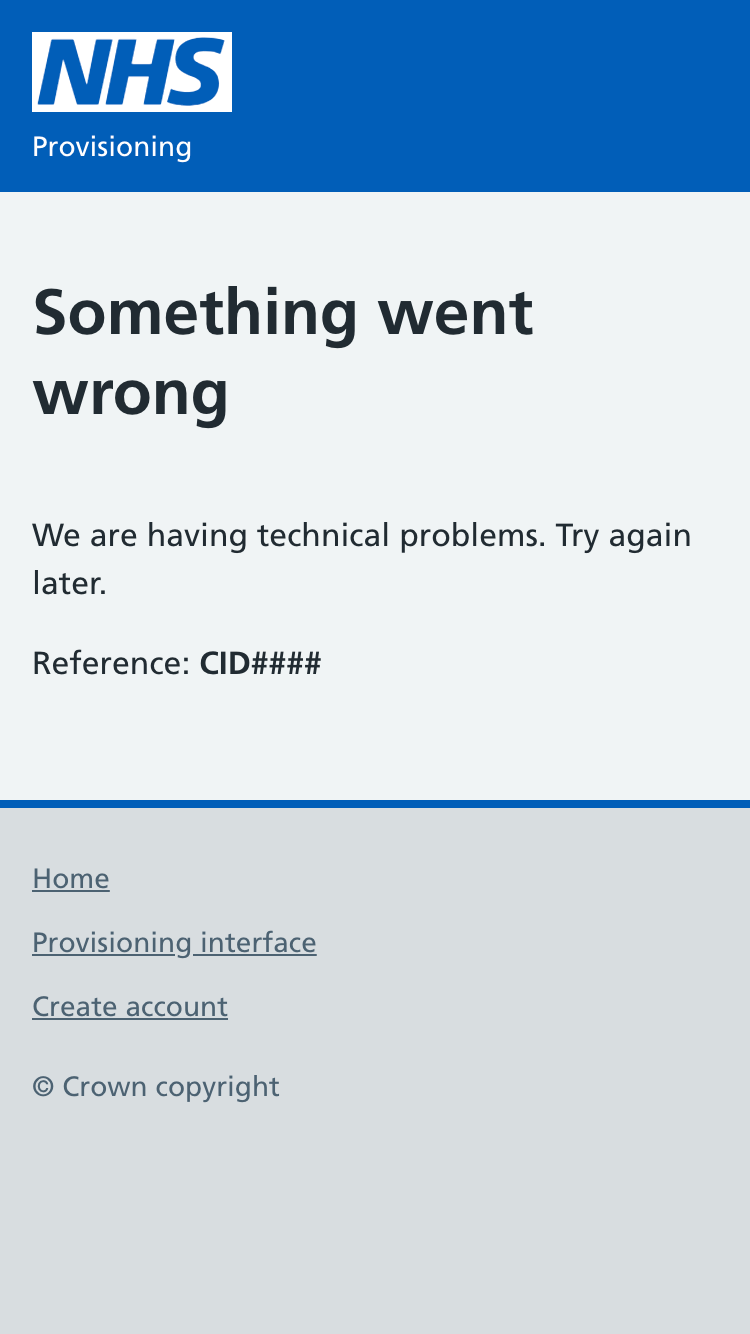 NHS
Provisioning
Something went
wrong
We are having technical problems. Try again
later.
Reference: CID####
Home
Provisioning interface
Create account
© Crown copyright